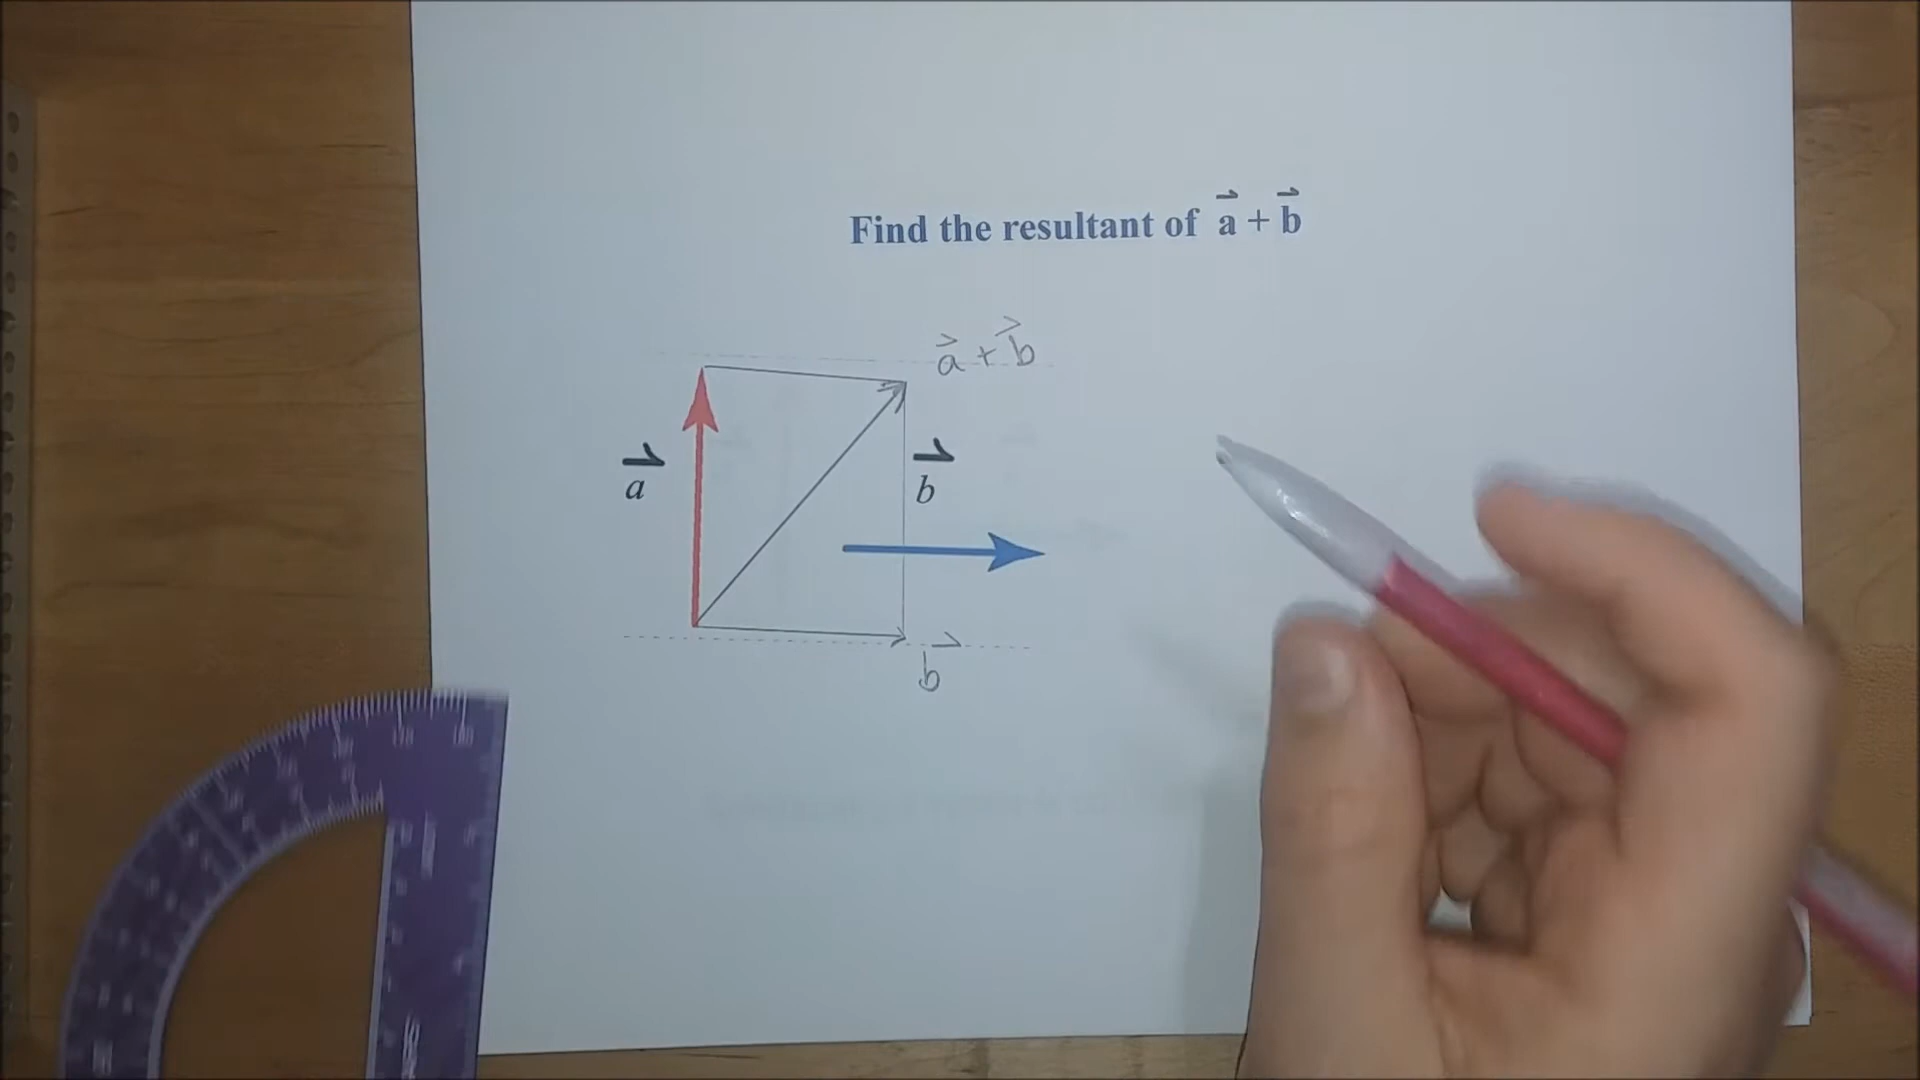 Find the resultant of a⃗ + b⃗
a⃗ + b⃗
a⃗
b⃗
b⃗